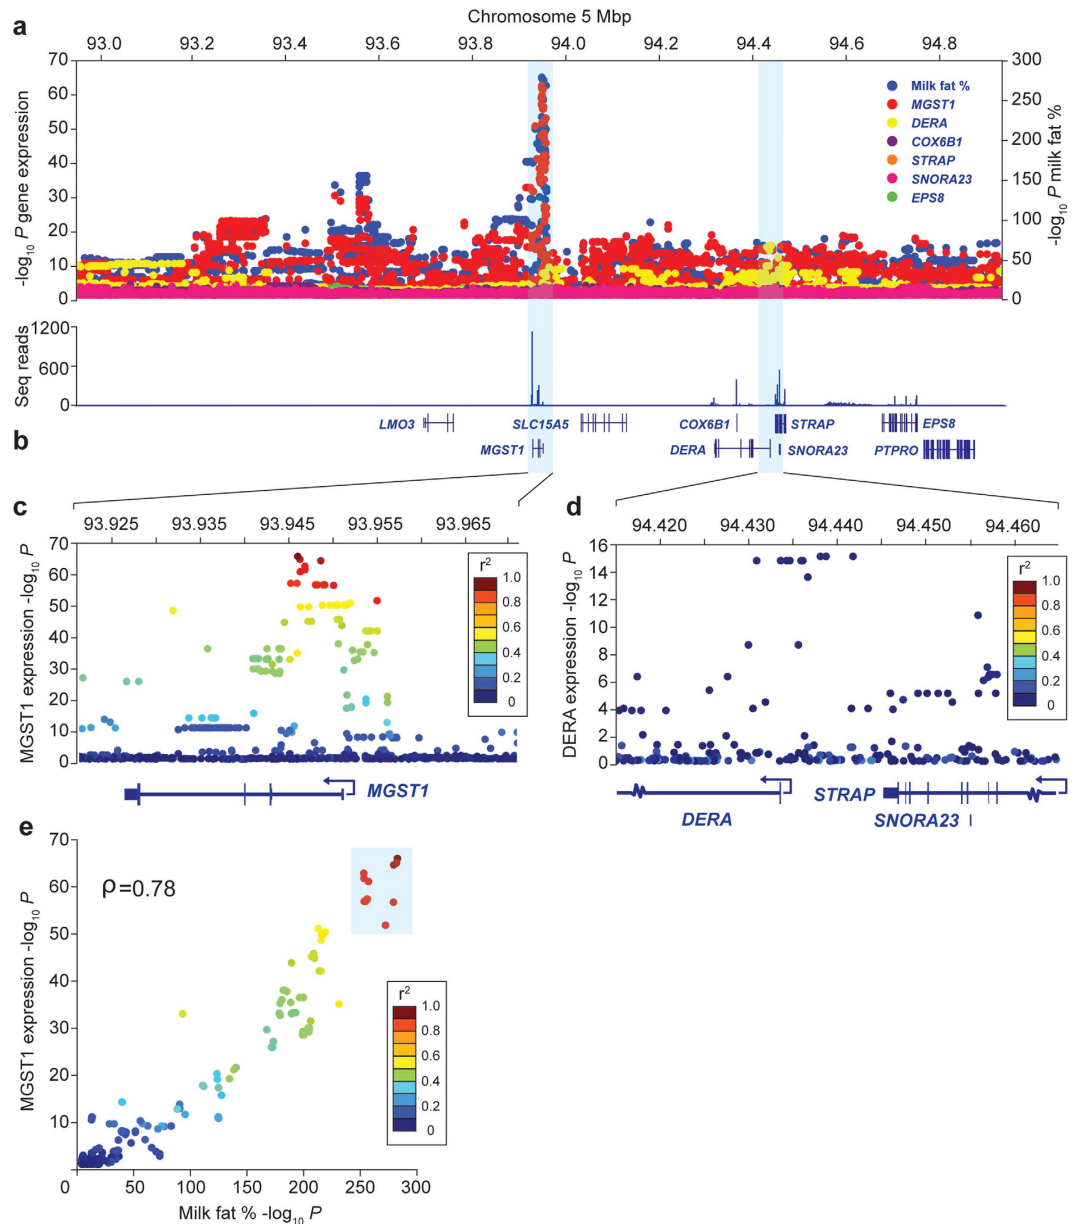 Chromosome 5 Mbp
a
93.0 93.2 93.4 93.6 93.8 94.0 94.2 94.4 94.6 94.8
-log10 P gene expression
70
60
50
40
30
20
10
0
300
250
200
150
100
50
0
-log10 P milk fat %
Milk fat %
MGST1
DERA
COX6B1
STRAP
SNORA23
EPS8
Seq reads
1200
600
0
b
LMO3 SLC15A5 COX6B1 STRAP EPS8
MGST1 DERA SNORA23 PTPRO
c
93.925 93.935 93.945 93.955 93.965
MGST1 expression -log10 P
70
60
50
40
30
20
10
0
r2
1.0
0.8
0.6
0.4
0.2
0
MGST1
d
94.420 94.430 94.440 94.450 94.460
DERA expression -log10 P
16
14
12
10
8
6
4
2
0
r2
1.0
0.8
0.6
0.4
0.2
0
STRAP
DERA SNORA23
e
MGST1 expression -log10 P
70
60
50
40
30
20
10
ρ=0.78
r2
1.0
0.8
0.6
0.4
0.2
0
0 50 100 150 200 250 300
Milk fat % -log10 P